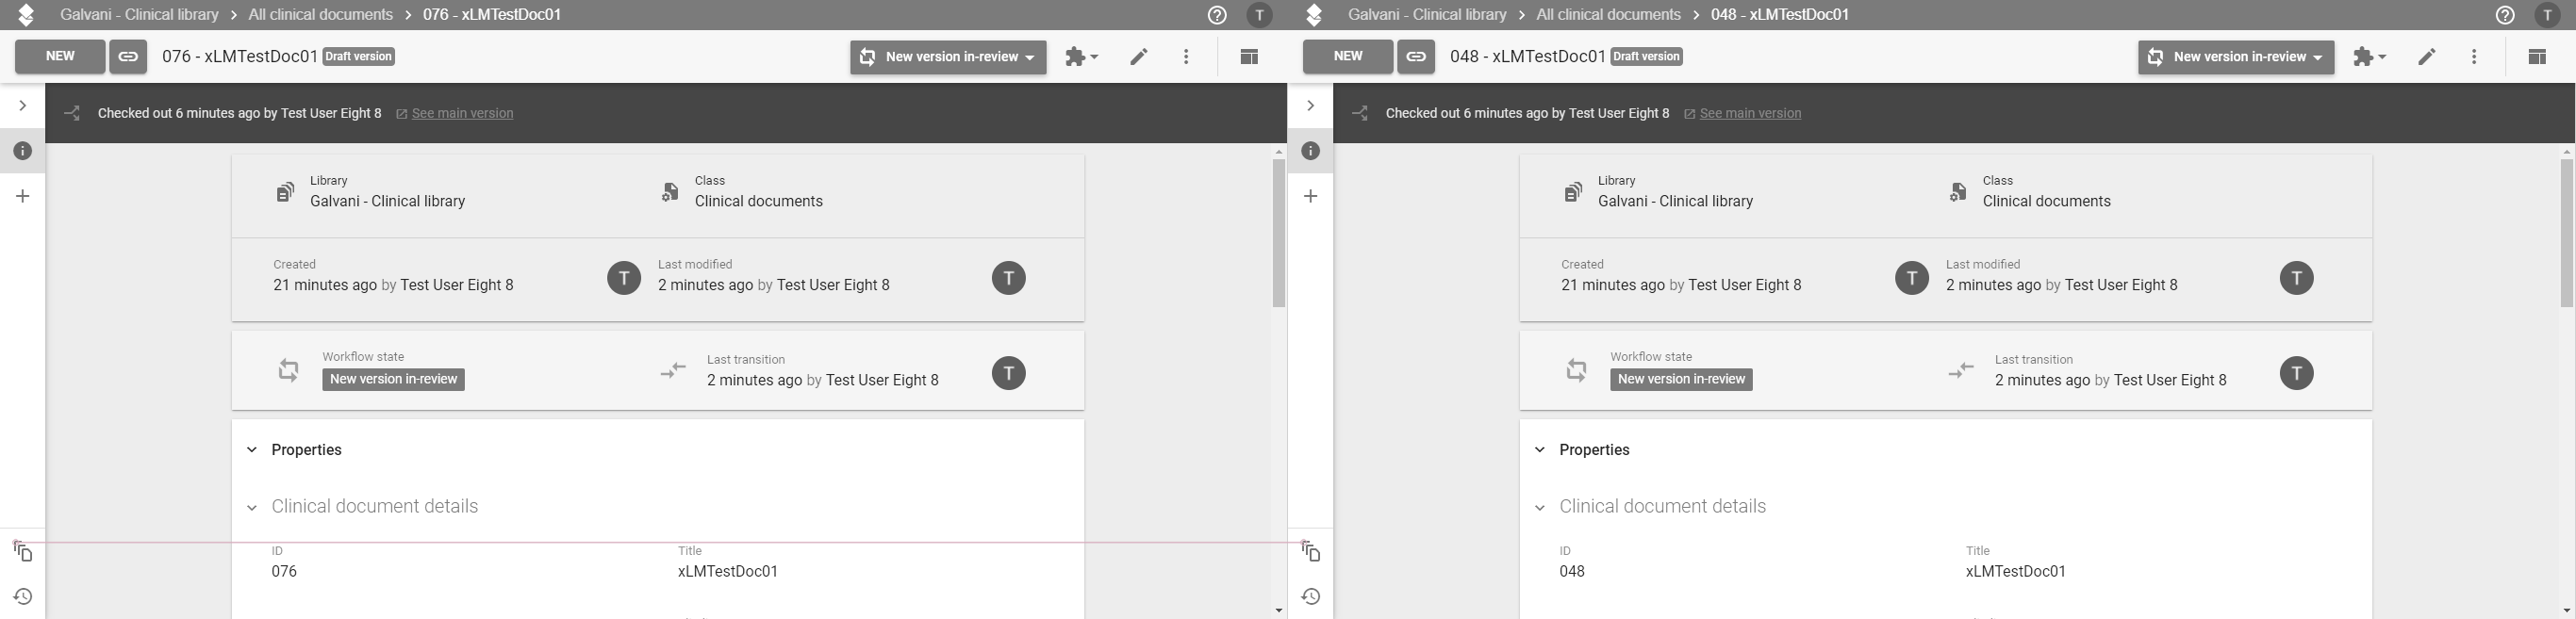 Galvani - Clinical library > All clinical documents > 076 - xLMTestDoc01
T
NEW
076 - xLMTestDoc01 Draft version
New version in-review
Checked out 6 minutes ago by Test User Eight 8
See main version
Library
Galvani - Clinical library
Class
Clinical documents
Created
21 minutes ago by Test User Eight 8
T
Last modified
2 minutes ago by Test User Eight 8
T
Workflow state
New version in-review
Last transition
2 minutes ago by Test User Eight 8
T
Properties
Clinical document details
ID
076
Title
xLMTestDoc01
Galvani - Clinical library > All clinical documents > 048 - xLMTestDoc01
T
NEW
048 - xLMTestDoc01 Draft version
New version in-review
Checked out 6 minutes ago by Test User Eight 8
See main version
Library
Galvani - Clinical library
Class
Clinical documents
Created
21 minutes ago by Test User Eight 8
T
Last modified
2 minutes ago by Test User Eight 8
T
Workflow state
New version in-review
Last transition
2 minutes ago by Test User Eight 8
T
Properties
Clinical document details
ID
048
Title
xLMTestDoc01